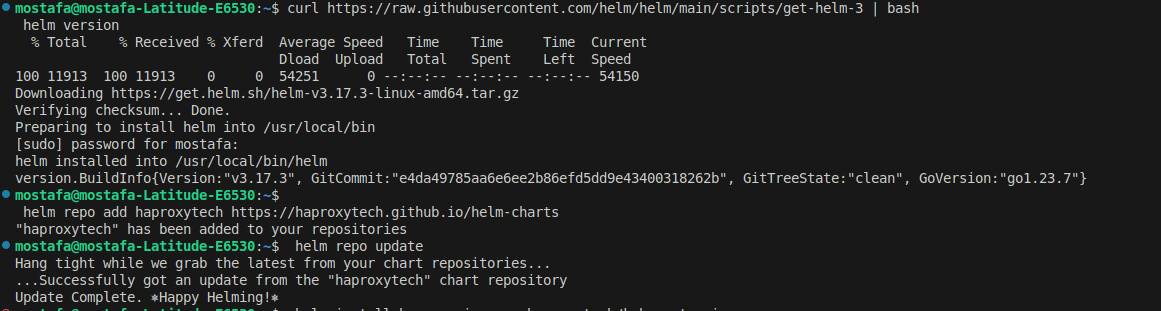 mostafa@mostafa-Latitude-E6530:~$ curl https://raw.githubusercontent.com/helm/helm/main/scripts/get-helm-3 | bash
 helm version
  % Total    % Received % Xferd  Average Speed   Time    Time     Time  Current
                                 Dload  Upload   Total   Spent    Left  Speed
100 11913  100 11913    0     0  54251      0 --:--:-- --:--:-- --:--:-- 54150
Downloading https://get.helm.sh/helm-v3.17.3-linux-amd64.tar.gz
Verifying checksum... Done.
Preparing to install helm into /usr/local/bin
[sudo] password for mostafa:
helm installed into /usr/local/bin/helm
version.BuildInfo{Version:"v3.17.3", GitCommit:"e4da49785aa6e6ee2b86efd5dd9e43400318262b", GitTreeState:"clean", GoVersion:"go1.23.7"}
mostafa@mostafa-Latitude-E6530:~$
 helm repo add haproxytech https://haproxytech.github.io/helm-charts
"haproxytech" has been added to your repositories
mostafa@mostafa-Latitude-E6530:~$  helm repo update
Hang tight while we grab the latest from your chart repositories...
...Successfully got an update from the "haproxytech" chart repository
Update Complete. ⎈Happy Helming!⎈